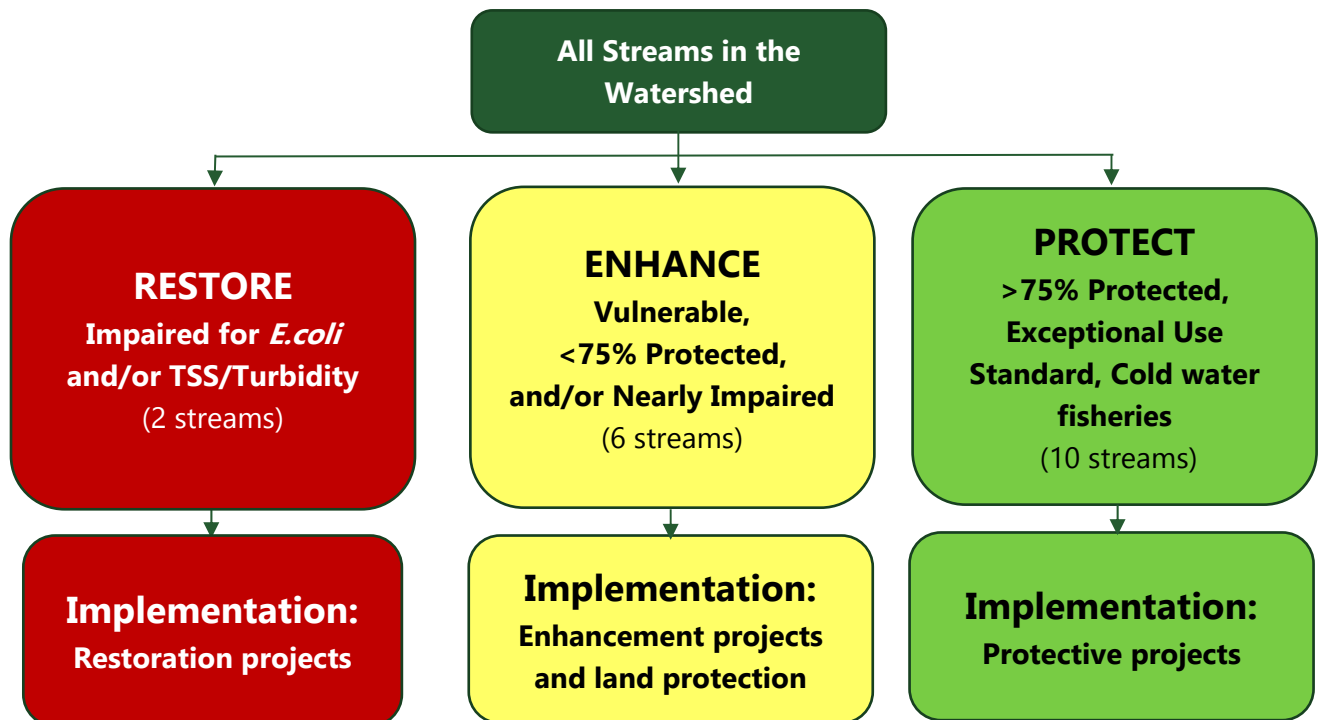 All Streams in the
Watershed
RESTORE
Impaired for E.coli
and/or TSS/Turbidity
(2 streams)
ENHANCE
Vulnerable,
<75% Protected,
and/or Nearly Impaired
(6 streams)
PROTECT
>75% Protected,
Exceptional Use
Standard, Cold water
fisheries
(10 streams)
Implementation:
Restoration projects
Implementation:
Enhancement projects
and land protection
Implementation:
Protective projects